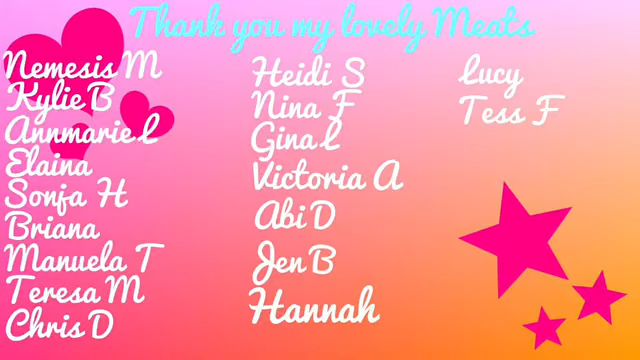 Thank you my lovely Meats
Nemesis M
Kylie B
Annmarie L
Elaina
Sonja H
Briana
Manuela T
Teresa M
Chris D
Heidi S
Nina F
Gina L
Victoria A
Abi D
Jen B
Hannah
Lucy
Tess F